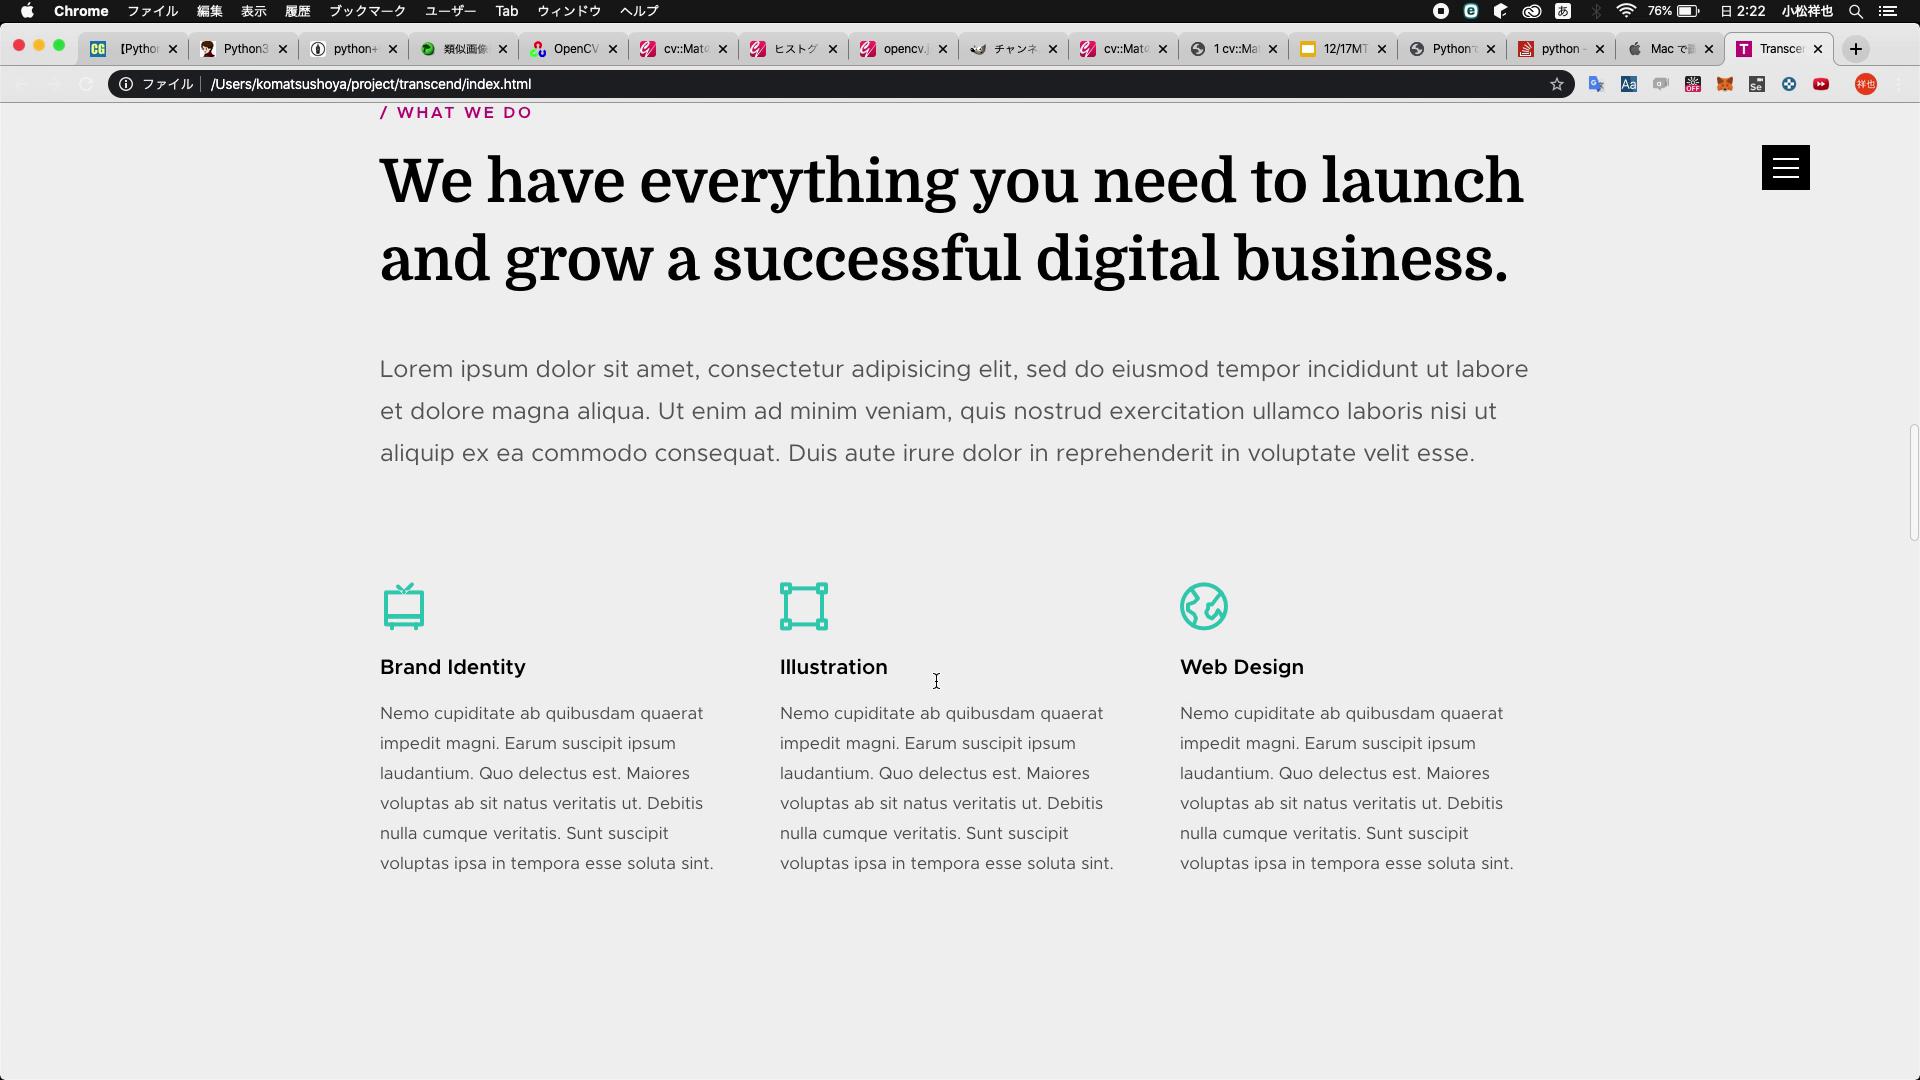 Chrome ファイル 編集 表示 履歴 ブックマーク ユーザー Tab ウィンドウ ヘルプ あ 76% 日 2:22 小松祥也
CG 【Pytho Python3 python+ 類似画像 OpenCV cv::Mat ヒストグ opencv チャンネ cv::Mat 1 cv::Ma 12/17MT Python python - Mac で T Transce
ファイル /Users/komatsushoya/project/transcend/index.html Aa OFF Se 祥也
/ WHAT WE DO
We have everything you need to launch
and grow a successful digital business.
Lorem ipsum dolor sit amet, consectetur adipisicing elit, sed do eiusmod tempor incididunt ut labore
et dolore magna aliqua. Ut enim ad minim veniam, quis nostrud exercitation ullamco laboris nisi ut
aliquip ex ea commodo consequat. Duis aute irure dolor in reprehenderit in voluptate velit esse.
Brand Identity
Nemo cupiditate ab quibusdam quaerat
impedit magni. Earum suscipit ipsum
laudantium. Quo delectus est. Maiores
voluptas ab sit natus veritatis ut. Debitis
nulla cumque veritatis. Sunt suscipit
voluptas ipsa in tempora esse soluta sint.
Illustration
Nemo cupiditate ab quibusdam quaerat
impedit magni. Earum suscipit ipsum
laudantium. Quo delectus est. Maiores
voluptas ab sit natus veritatis ut. Debitis
nulla cumque veritatis. Sunt suscipit
voluptas ipsa in tempora esse soluta sint.
Web Design
Nemo cupiditate ab quibusdam quaerat
impedit magni. Earum suscipit ipsum
laudantium. Quo delectus est. Maiores
voluptas ab sit natus veritatis ut. Debitis
nulla cumque veritatis. Sunt suscipit
voluptas ipsa in tempora esse soluta sint.